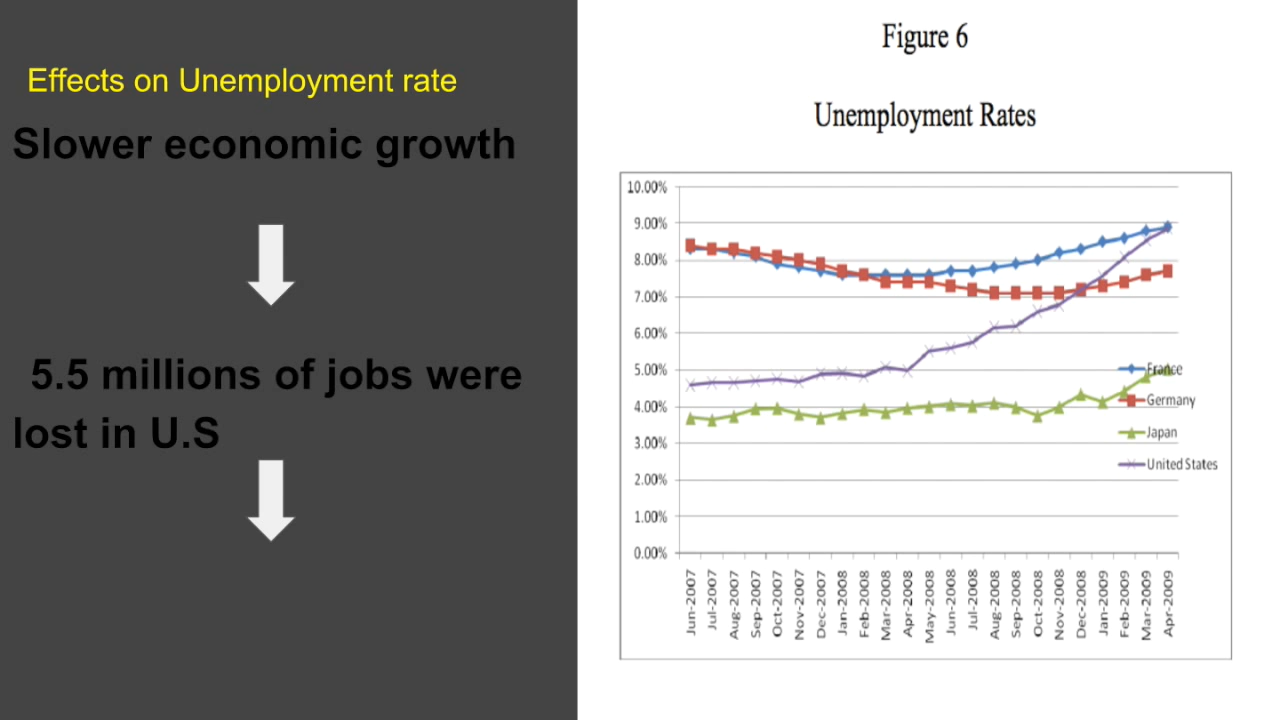 Effects on Unemployment rate
Slower economic growth
5.5 millions of jobs were
lost in U.S
Figure 6
Unemployment Rates
10.00%
9.00%
8.00%
7.00%
6.00%
5.00%
4.00%
3.00%
2.00%
1.00%
0.00%
France
Germany
Japan
United States
Jun-2007
Jul-2007
Aug-2007
Sep-2007
Oct-2007
Nov-2007
Dec-2007
Jan-2008
Feb-2008
Mar-2008
Apr-2008
May-2008
Jun-2008
Jul-2008
Aug-2008
Sep-2008
Oct-2008
Nov-2008
Dec-2008
Jan-2009
Feb-2009
Mar-2009
Apr-2009